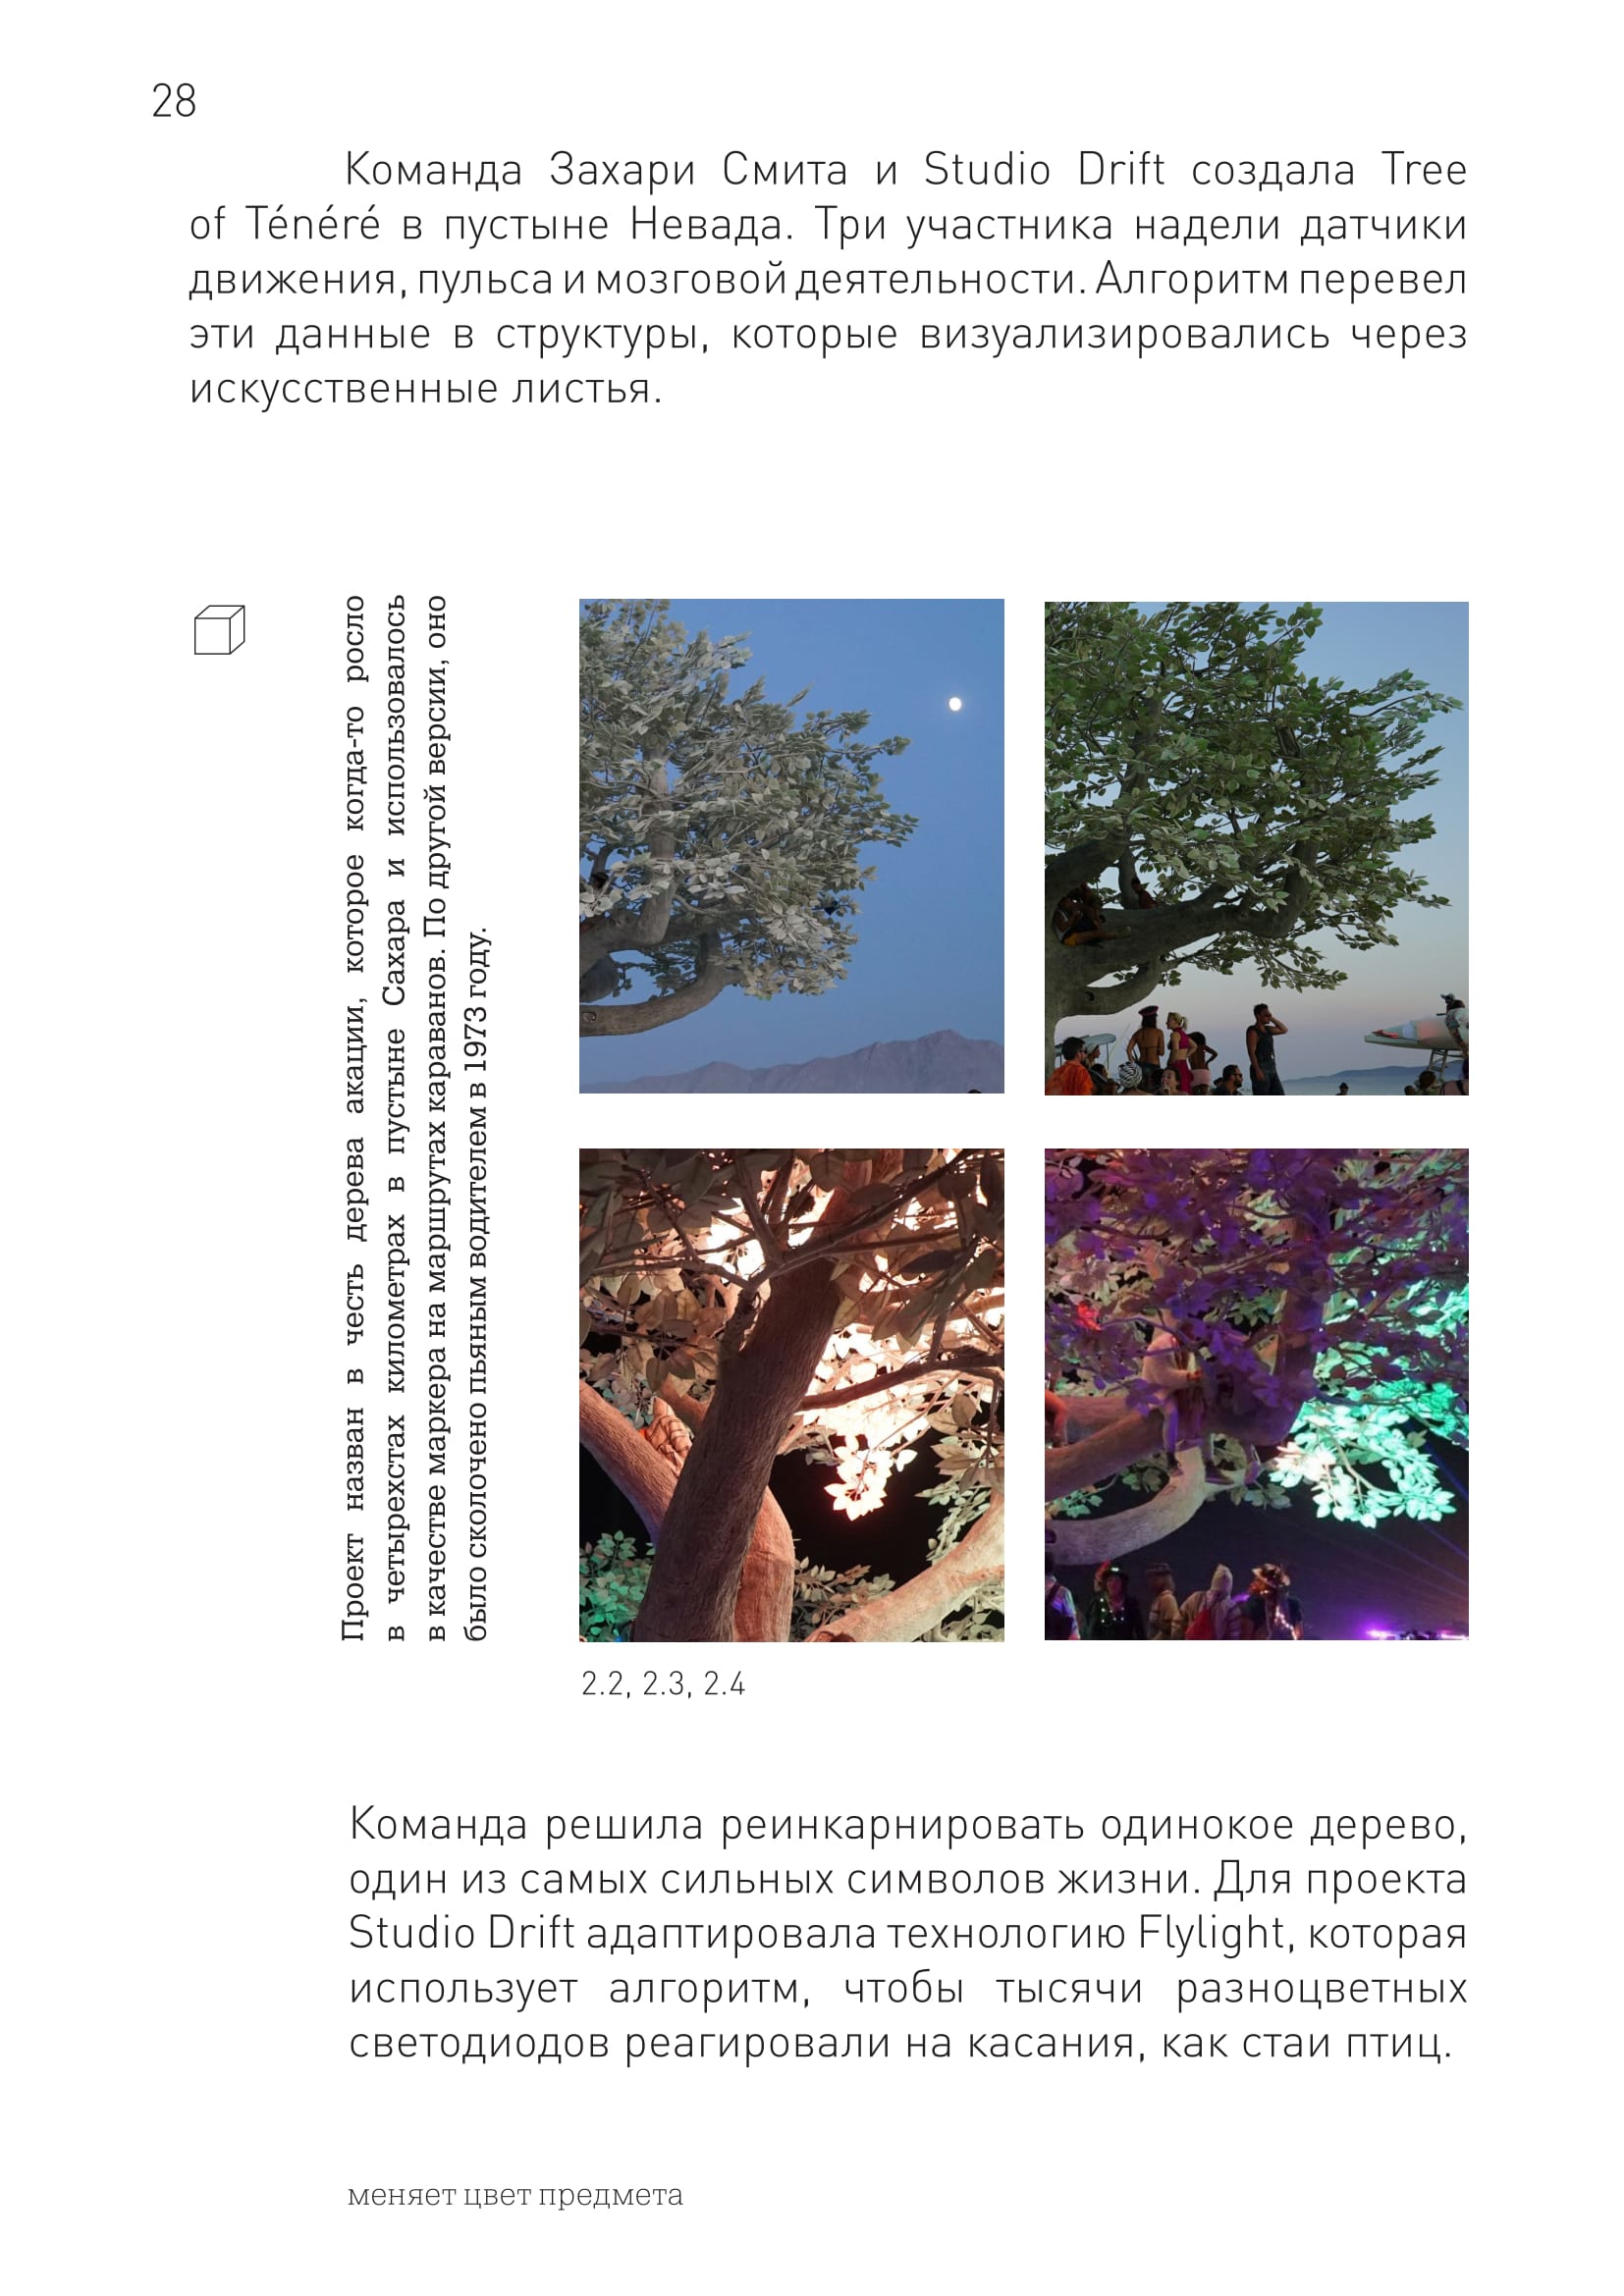 28
Команда Захари Смита и Studio Drift создала Tree
of Ténéré в пустыне Невада. Три участника надели датчики
движения, пульса и мозговой деятельности. Алгоритм перевел
эти данные в структуры, которые визуализировались через
искусственные листья.
Проект назван в честь дерева акации, которое когда-то росло
в четырехстах километрах в пустыне Сахара и использовалось
в качестве маркера на маршрутах караванов. По другой версии, оно
было сколочено пьяным водителем в 1973 году.
2.2, 2.3, 2.4
Команда решила реинкарнировать одинокое дерево,
один из самых сильных символов жизни. Для проекта
Studio Drift адаптировала технологию Flylight, которая
использует алгоритм, чтобы тысячи разноцветных
светодиодов реагировали на касания, как стаи птиц.
меняет цвет предмета